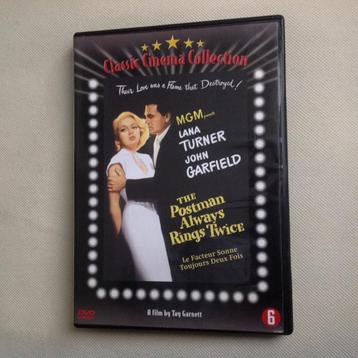 Classic Cinema Collection
Their Love was a Flame that Destroyed!
MGM presents
LANA
TURNER
JOHN
GARFIELD
THE
Postman
Always
Rings Twice
Le Facteur Sonne
Toujours Deux Fois
DVD
A film by Tay Garnett
6